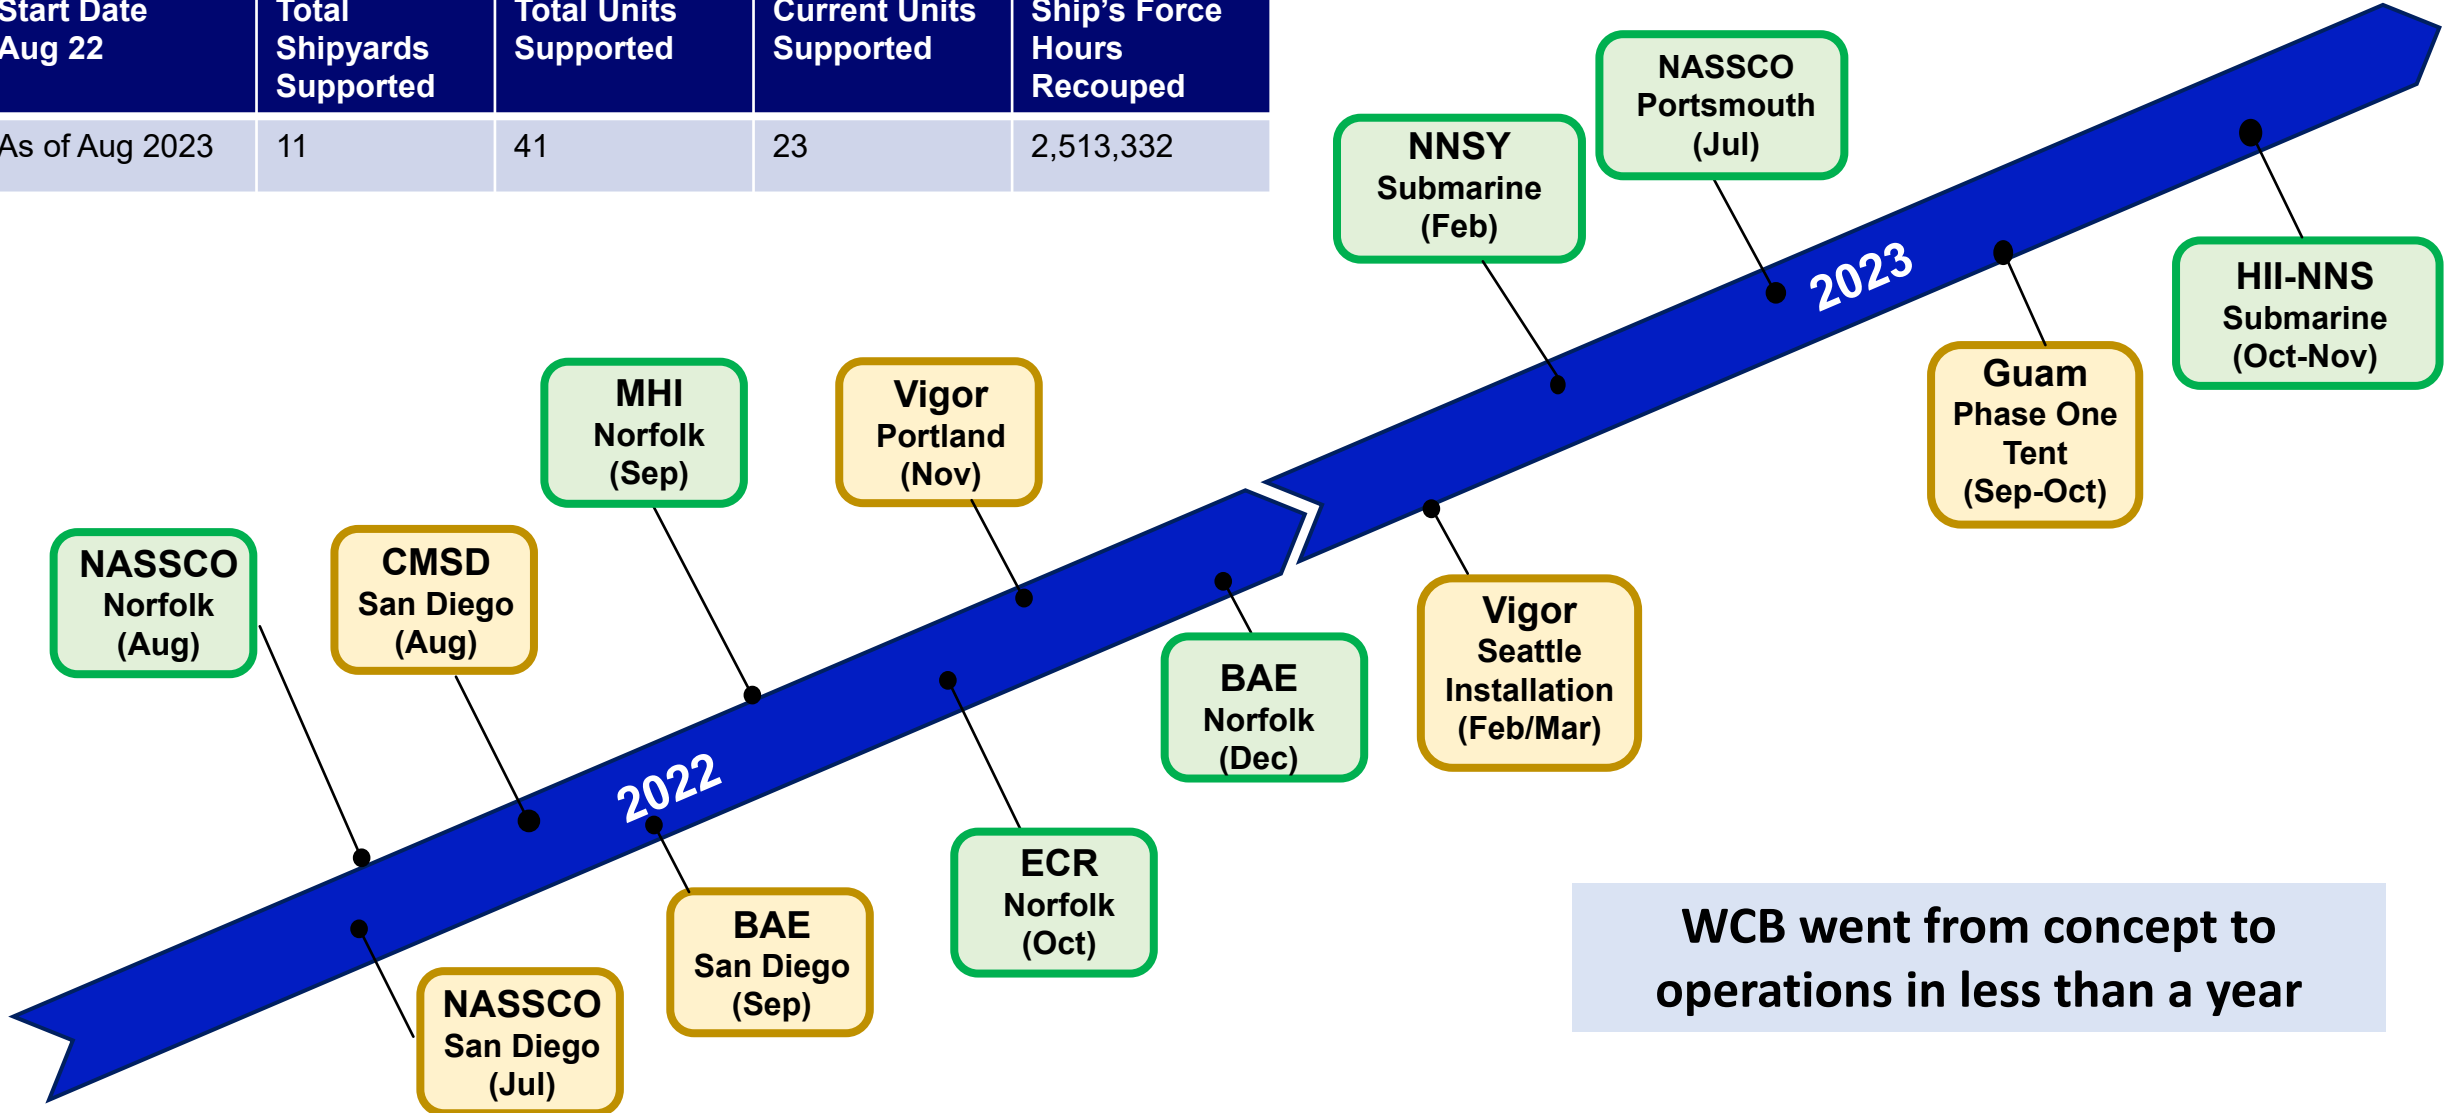 Start Date
Aug 22
Total
Shipyards
Supported
Total Units
Supported
Current Units
Supported
Ship's Force
Hours
Recouped
As of Aug 2023
11
41
23
2,513,332
NASSCO
Portsmouth
(Jul)
NNSY
Submarine
(Feb)
2023
HII-NNS
Submarine
(Oct-Nov)
Guam
Phase One
Tent
(Sep-Oct)
MHI
Norfolk
(Sep)
Vigor
Portland
(Nov)
NASSCO
Norfolk
(Aug)
CMSD
San Diego
(Aug)
2022
BAE
Norfolk
(Dec)
Vigor
Seattle
Installation
(Feb/Mar)
ECR
Norfolk
(Oct)
BAE
San Diego
(Sep)
NASSCO
San Diego
(Jul)
WCB went from concept to
operations in less than a year